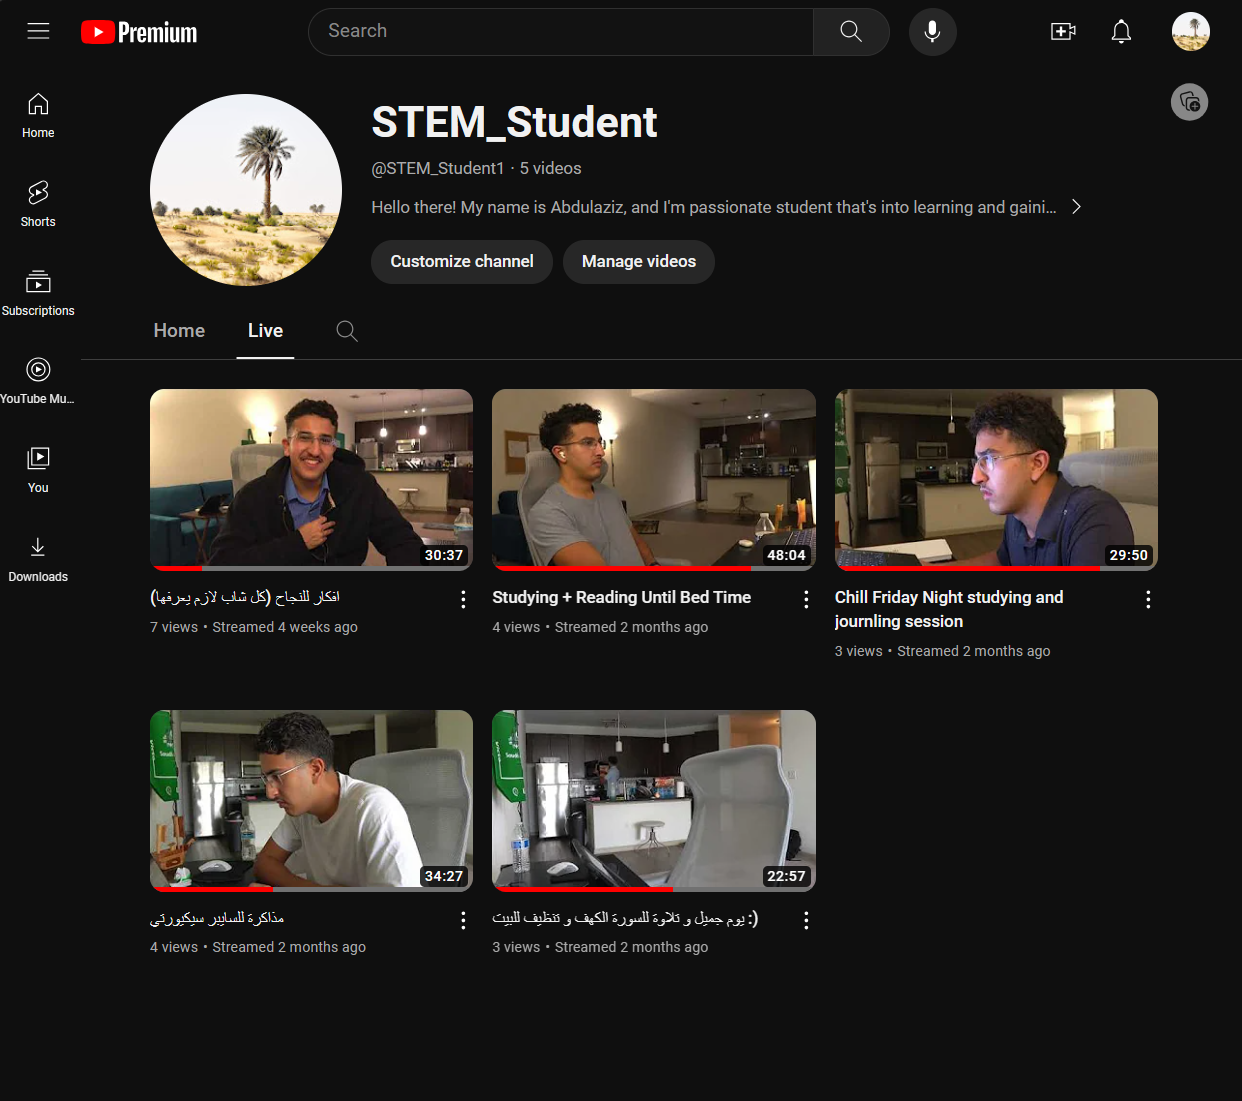 Premium
Search
Home
Shorts
Subscriptions
YouTube Mu...
You
Downloads
STEM_Student
@STEM_Student1 · 5 videos
Hello there! My name is Abdulaziz, and I'm passionate student that's into learning and gaini...
Customize channel
Manage videos
Home
Live
30:37
افكار للنجاح (كل شاب لازم يعرفها)
7 views • Streamed 4 weeks ago
48:04
Studying + Reading Until Bed Time
4 views • Streamed 2 months ago
29:50
Chill Friday Night studying and
journling session
3 views • Streamed 2 months ago
34:27
مذاكرة للسايبر سيكيورتي
4 views • Streamed 2 months ago
22:57
يوم جميل و تلاوة للسورة الكهف و تنظيف للبيت :)
3 views • Streamed 2 months ago